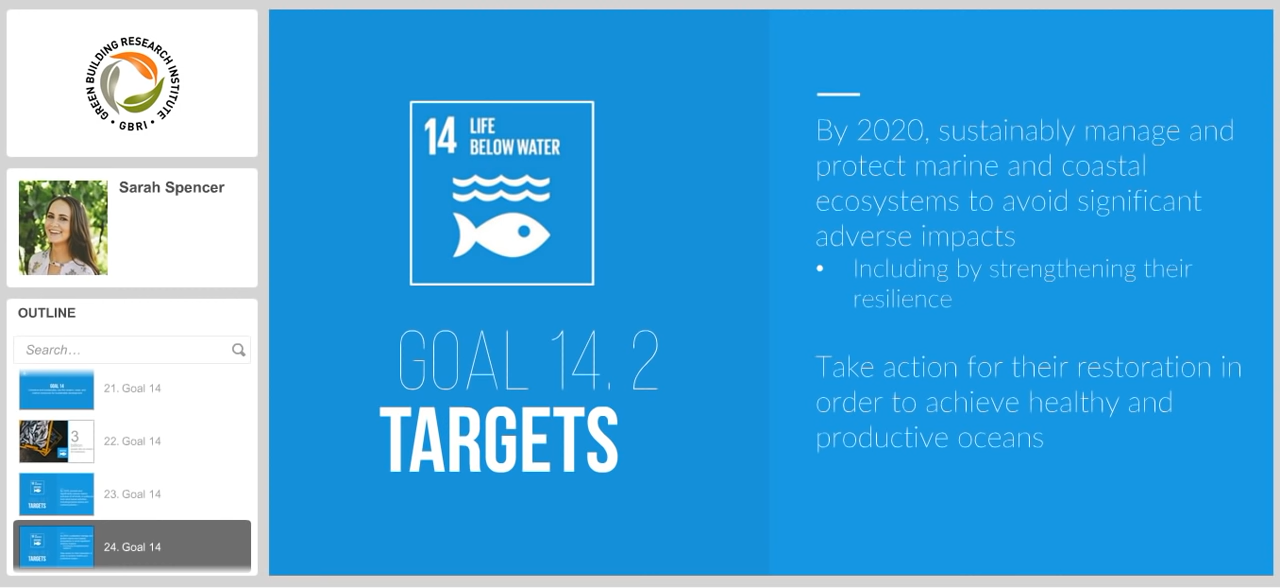 GREEN BUILDING RESEARCH INSTITUTE
• GBRI •
Sarah Spencer
OUTLINE
Search...
21. Goal 14
22. Goal 14
3
23. Goal 14
TARGETS
24. Goal 14
TARGETS
14 LIFE
BELOW WATER
GOAL 14. 2
TARGETS
By 2020, sustainably manage and
protect marine and coastal
ecosystems to avoid significant
adverse impacts
• Including by strengthening their
resilience
Take action for their restoration in
order to achieve healthy and
productive oceans